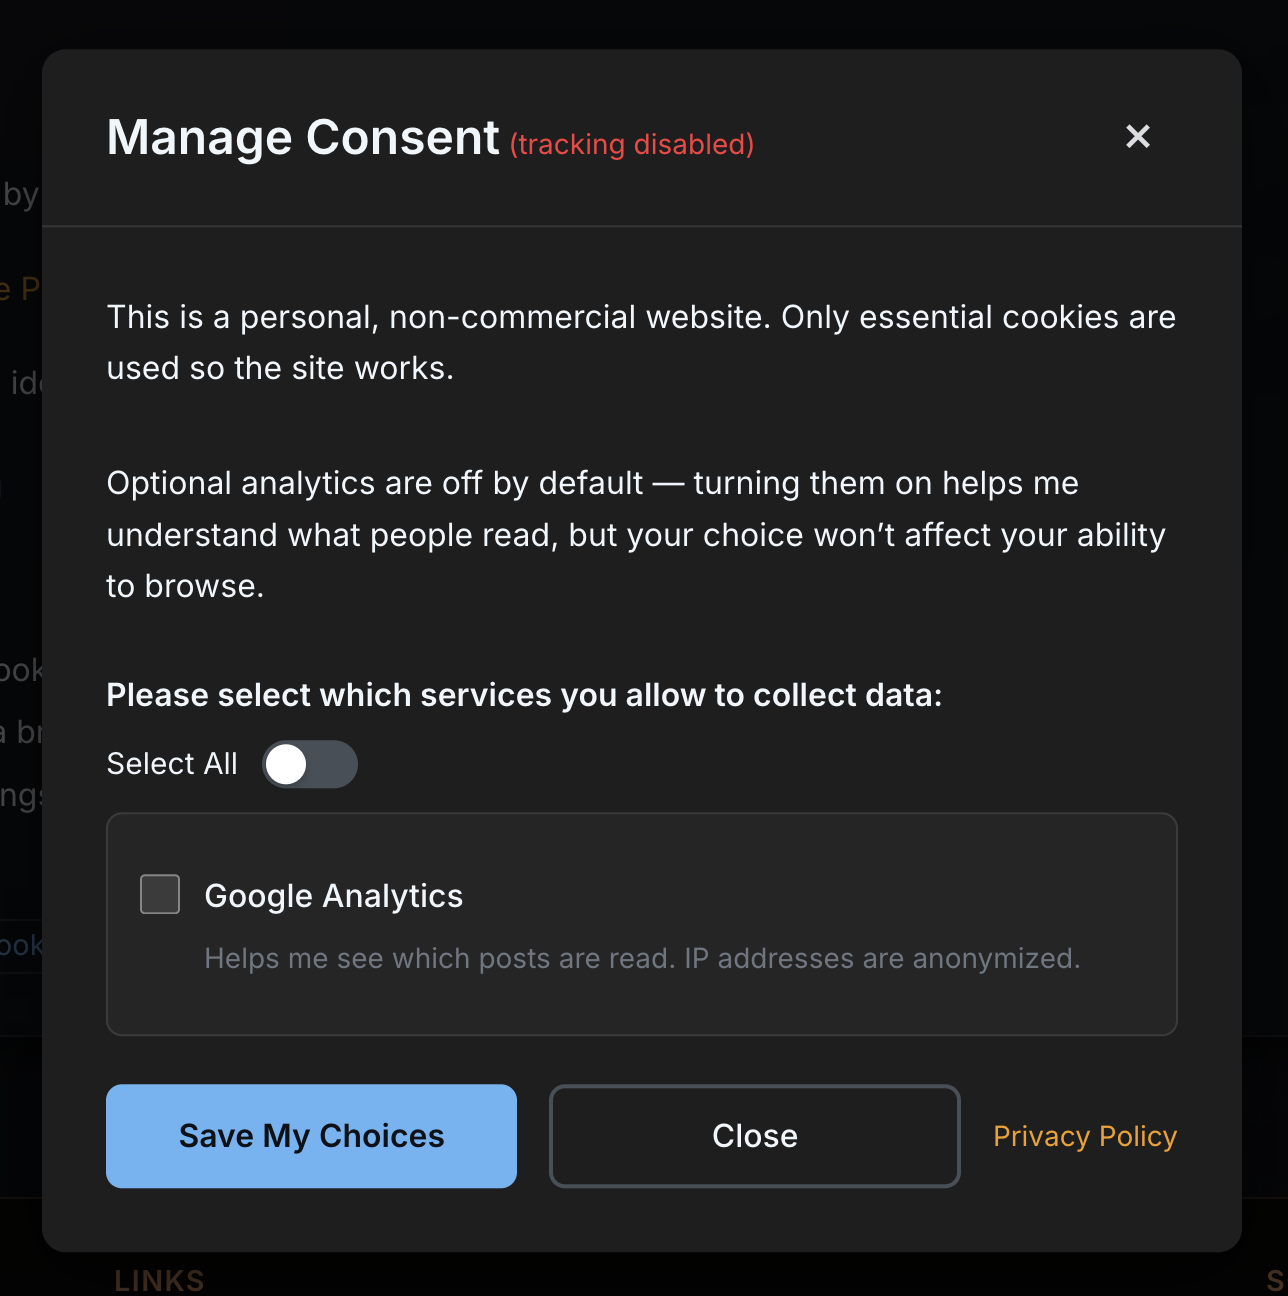 Manage Consent (tracking disabled)
by
e P
This is a personal, non-commercial website. Only essential cookies are
used so the site works.
Optional analytics are off by default — turning them on helps me
understand what people read, but your choice won’t affect your ability
to browse.
ook
Please select which services you allow to collect data:
a br
Select All
ngs
Google Analytics
ook
Helps me see which posts are read. IP addresses are anonymized.
Save My Choices
Close
Privacy Policy
LINKS
S